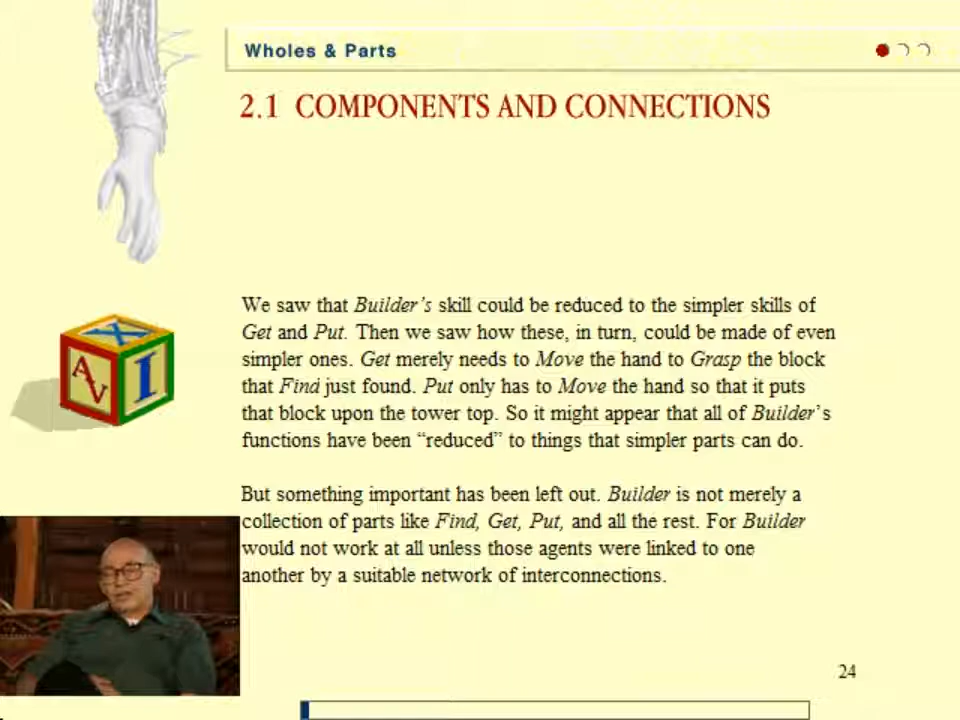 Wholes & Parts
2.1 COMPONENTS AND CONNECTIONS
We saw that Builder’s skill could be reduced to the simpler skills of
Get and Put. Then we saw how these, in turn, could be made of even
simpler ones. Get merely needs to Move the hand to Grasp the block
that Find just found. Put only has to Move the hand so that it puts
that block upon the tower top. So it might appear that all of Builder’s
functions have been “reduced” to things that simpler parts can do.
But something important has been left out. Builder is not merely a
collection of parts like Find, Get, Put, and all the rest. For Builder
would not work at all unless those agents were linked to one
another by a suitable network of interconnections.
X
A
V
I
24